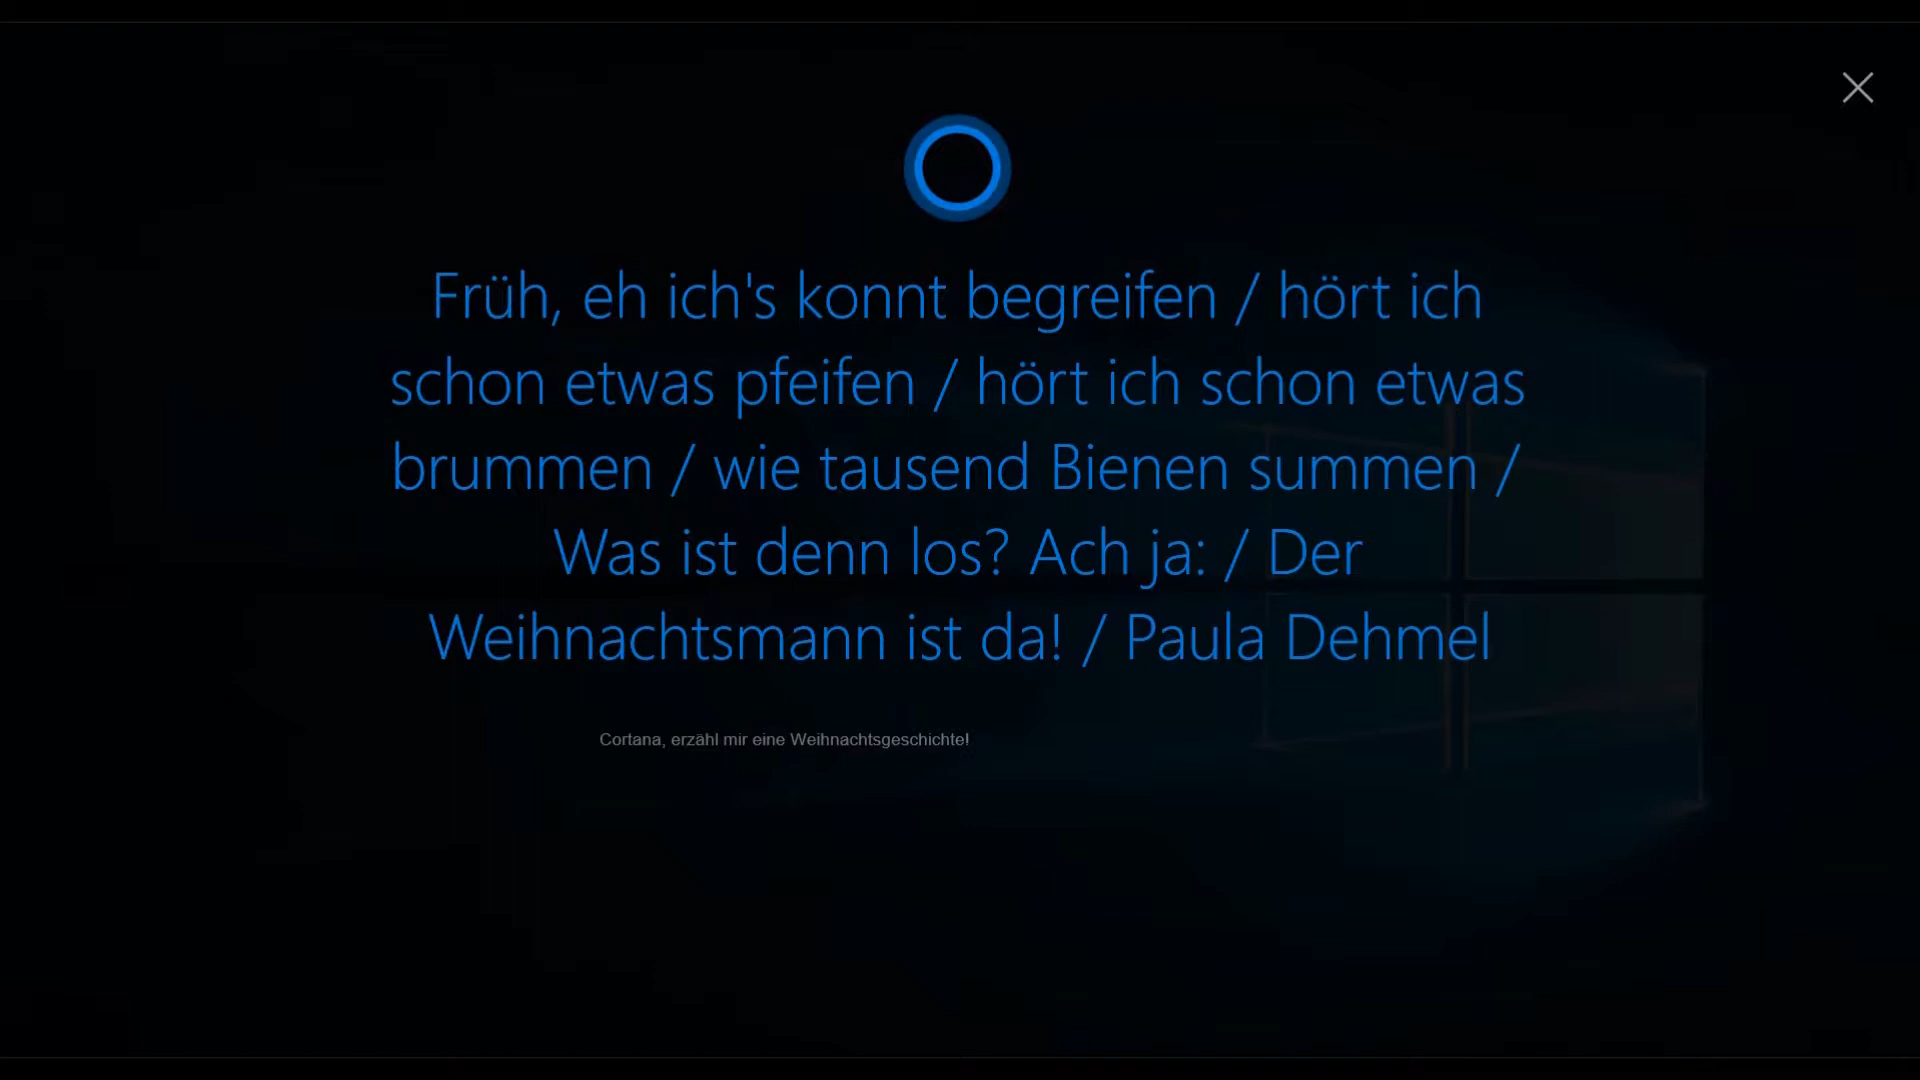 Früh, eh ich's konnt begreifen / hört ich
schon etwas pfeifen / hört ich schon etwas
brummen / wie tausend Bienen summen /
Was ist denn los? Ach ja: / Der
Weihnachtsmann ist da! / Paula Dehmel
Cortana, erzähl mir eine Weihnachtsgeschichte!